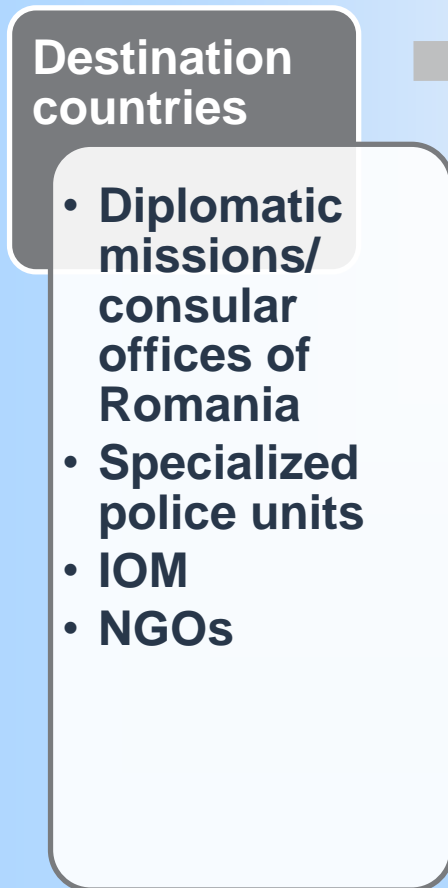 Destination
countries
• Diplomatic
missions/
consular
offices of
Romania
• Specialized
police units
• IOM
• NGOs